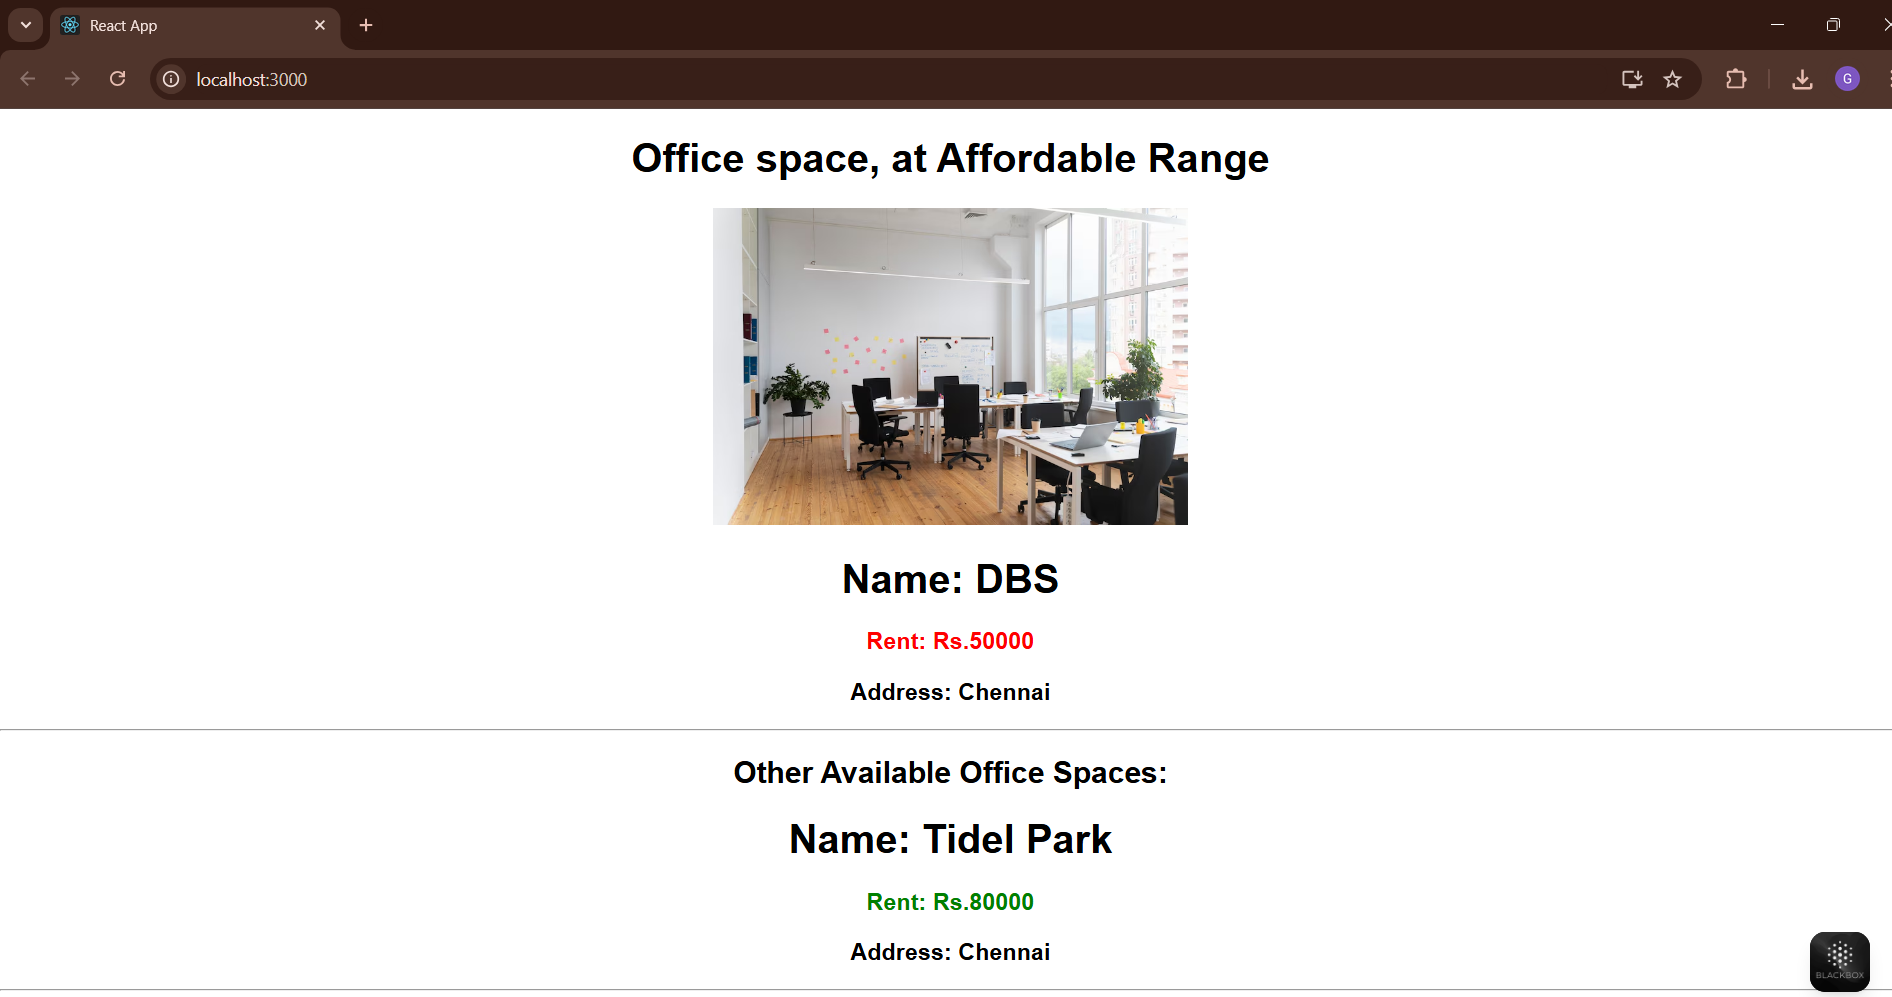 React App
localhost:3000
G
Office space, at Affordable Range
Name: DBS
Rent: Rs.50000
Address: Chennai
Other Available Office Spaces:
Name: Tidel Park
Rent: Rs.80000
Address: Chennai
BLACKBOX